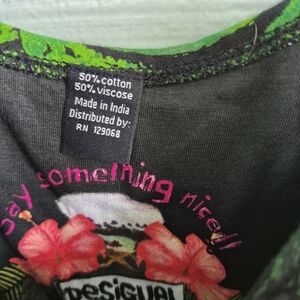 50% cotton
50% viscose
Made in India
Distributed by:
RN 129068
Say something nice!!
Desigual